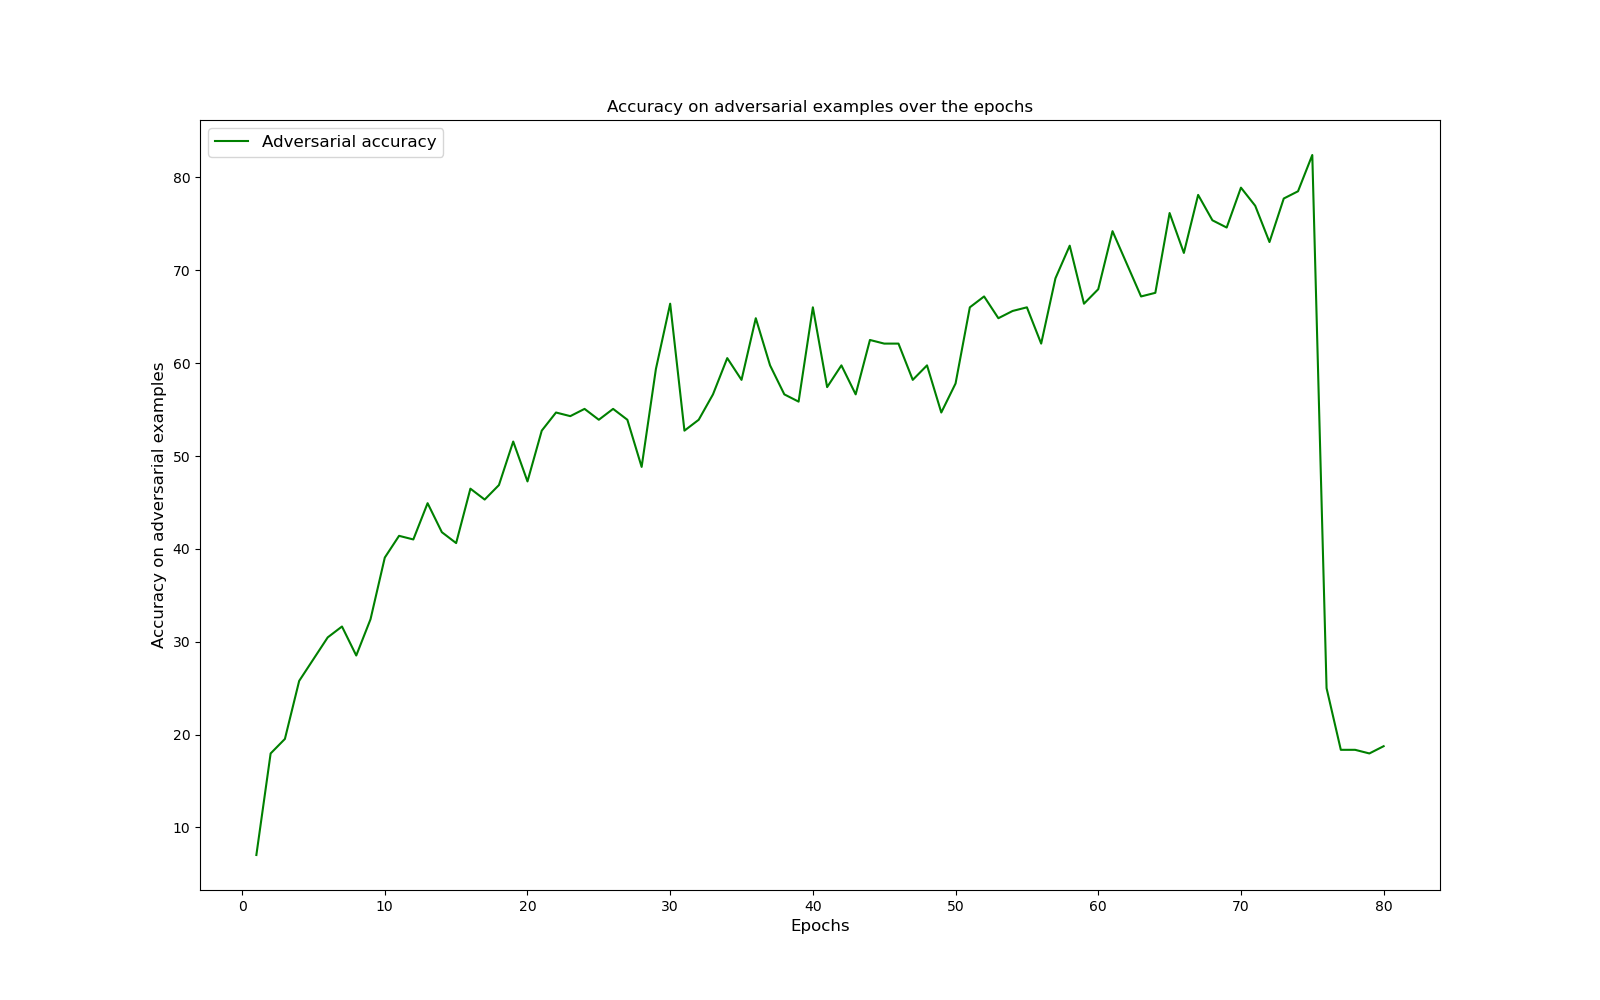 Accuracy on adversarial examples over the epochs
Adversarial accuracy
Accuracy on adversarial examples
80
70
60
50
40
30
20
10
0 10 20 30 40 50 60 70 80
Epochs